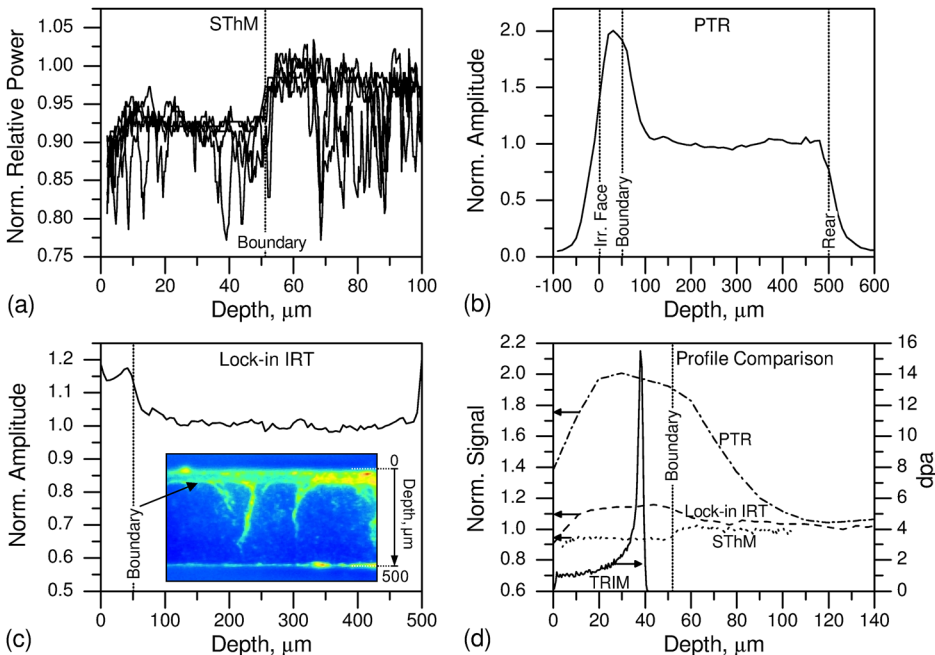 SThM
1.05
1.00
0.95
0.90
0.85
0.80
0.75
Norm. Relative Power
Boundary
0 20 40 60 80 100
(a) Depth, µm
PTR
2.0
1.5
1.0
0.5
0.0
Norm. Amplitude
Irr. Face
Boundary
Rear
-100 0 100 200 300 400 500 600
(b) Depth, µm
Lock-in IRT
1.2
1.1
1.0
0.9
0.8
0.7
0.6
0.5
Norm. Amplitude
Boundary
0
Depth, µm
500
0 100 200 300 400 500
(c) Depth, µm
Profile Comparison
2.2
2.0
1.8
1.6
1.4
1.2
1.0
0.8
0.6
Norm. Signal
16
14
12
10
8
6
4
2
0
dpa
Boundary
PTR
Lock-in IRT
SThM
TRIM
0 20 40 60 80 100 120 140
(d) Depth, µm